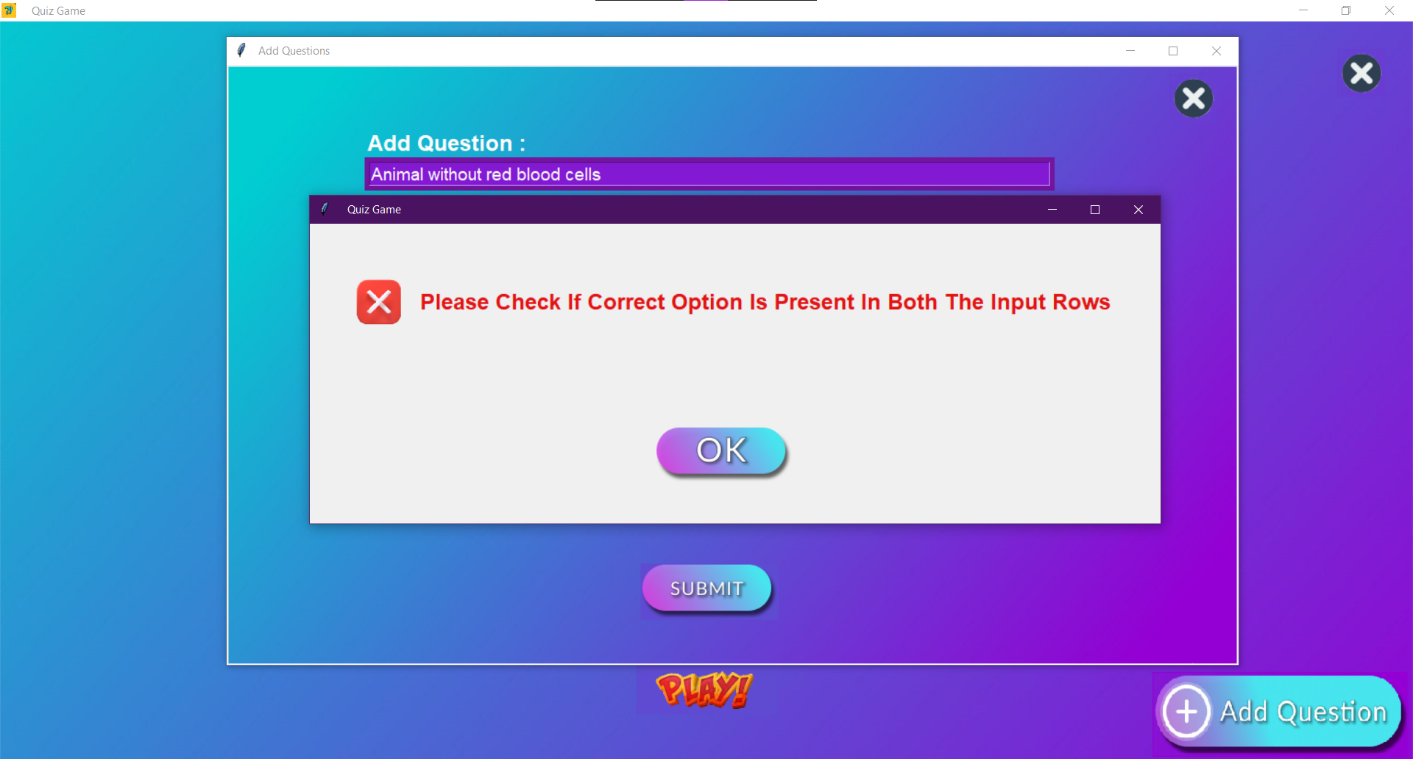 Quiz Game
Add Questions
Add Question :
Animal without red blood cells
Quiz Game
Please Check If Correct Option Is Present In Both The Input Rows
OK
SUBMIT
PLAY!
Add Question